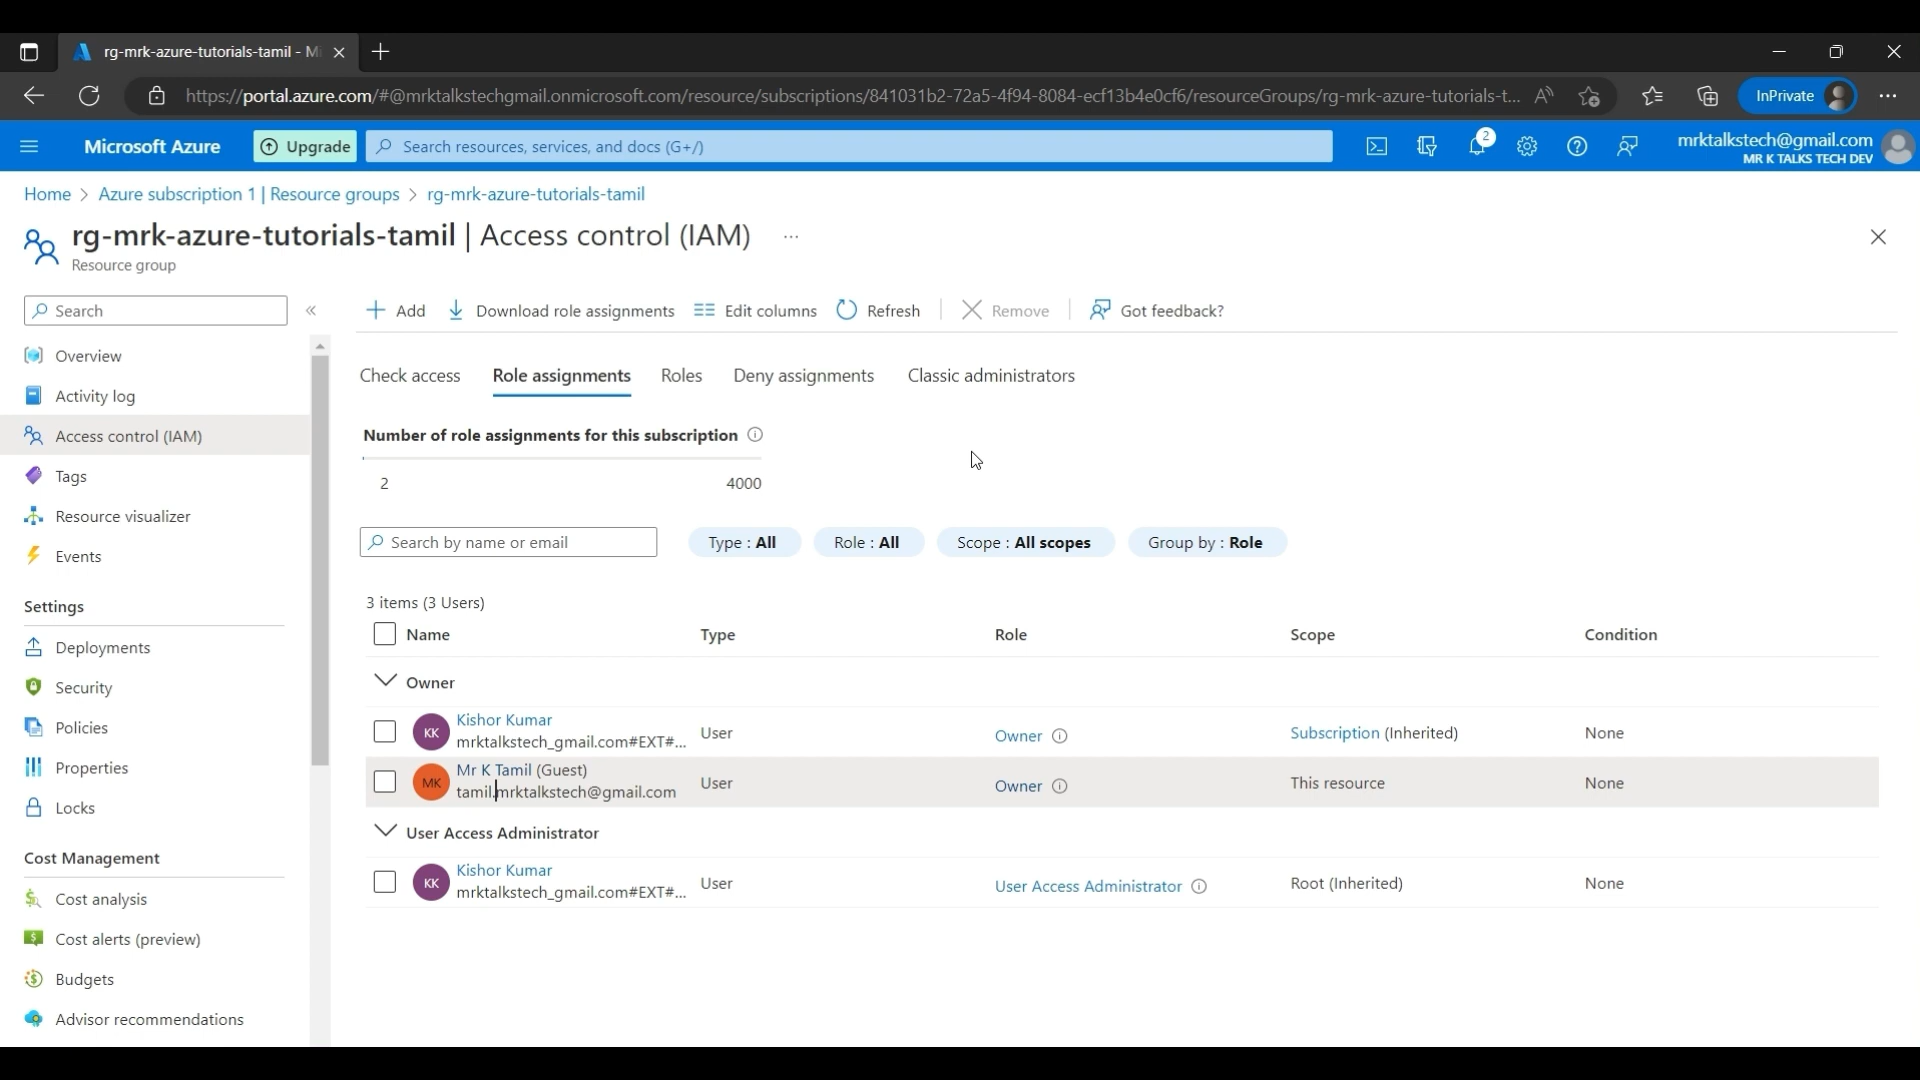 rg-mrk-azure-tutorials-tamil - M
https://portal.azure.com/#@mrktalkstechgmail.onmicrosoft.com/resource/subscriptions/841031b2-72a5-4f94-8084-ecf13b4e0cf6/resourceGroups/rg-mrk-azure-tutorials-t...
InPrivate
Microsoft Azure
Upgrade
Search resources, services, and docs (G+/)
2
mrktalkstech@gmail.com
MR K TALKS TECH DEV
Home > Azure subscription 1 | Resource groups > rg-mrk-azure-tutorials-tamil
rg-mrk-azure-tutorials-tamil | Access control (IAM) ...
Resource group
Search
«
Overview
Activity log
Access control (IAM)
Tags
Resource visualizer
Events
Settings
Deployments
Security
Policies
Properties
Locks
Cost Management
Cost analysis
Cost alerts (preview)
Budgets
Advisor recommendations
Add
Download role assignments
Edit columns
Refresh
Remove
Got feedback?
Check access
Role assignments
Roles
Deny assignments
Classic administrators
Number of role assignments for this subscription
2 4000
Search by name or email
Type : All
Role : All
Scope : All scopes
Group by : Role
3 items (3 Users)
Name Type Role Scope Condition
Owner
KK Kishor Kumar
mrktalkstech_gmail.com#EXT#... User Owner Subscription (Inherited) None
MK Mr K Tamil (Guest)
tamil.mrktalkstech@gmail.com User Owner This resource None
User Access Administrator
KK Kishor Kumar
mrktalkstech_gmail.com#EXT#... User User Access Administrator Root (Inherited) None